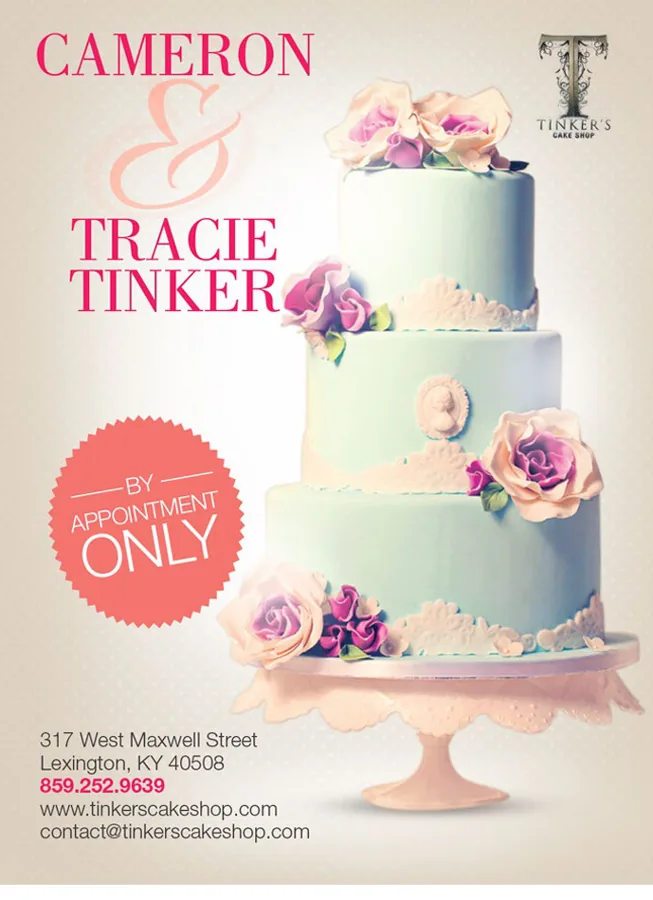 CAMERON
&
TRACIE
TINKER
T
TINKER'S
CAKE SHOP
BY
APPOINTMENT
ONLY
317 West Maxwell Street
Lexington, KY 40508
859.252.9639
www.tinkerscakeshop.com
contact@tinkerscakeshop.com